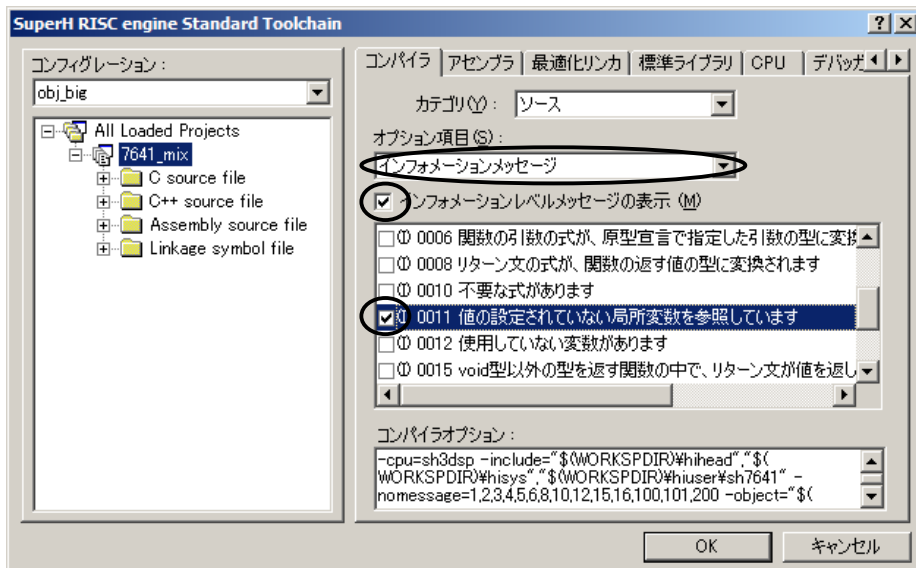 SuperH RISC engine Standard Toolchain
コンフィグレーション :
obj_big
All Loaded Projects
7641_mix
C source file
C++ source file
Assembly source file
Linkage symbol file
コンパイラ アセンブラ 最適化リンカ 標準ライブラリ CPU デバッガ
カテゴリ(Y) : ソース
オプション項目(S) :
インフォメーションメッセージ
インフォメーションレベルメッセージの表示 (M)
(I) 0006 関数の引数の式が、原型宣言で指定した引数の型に変換
(I) 0008 リターン文の式が、関数の返す値の型に変換されます
(I) 0010 不要な式があります
(I) 0011 値の設定されていない局所変数を参照しています
(I) 0012 使用していない変数があります
(I) 0015 void型以外の型を返す関数の中で、リターン文が値を返し
コンパイラオプション :
-cpu=sh3dsp -include="$(WORKSPDIR)¥hihead","$(
WORKSPDIR)¥hisys","$(WORKSPDIR)¥hiuser¥sh7641" -
nomessage=1,2,3,4,5,6,8,10,12,15,16,100,101,200 -object="$(
OK キャンセル